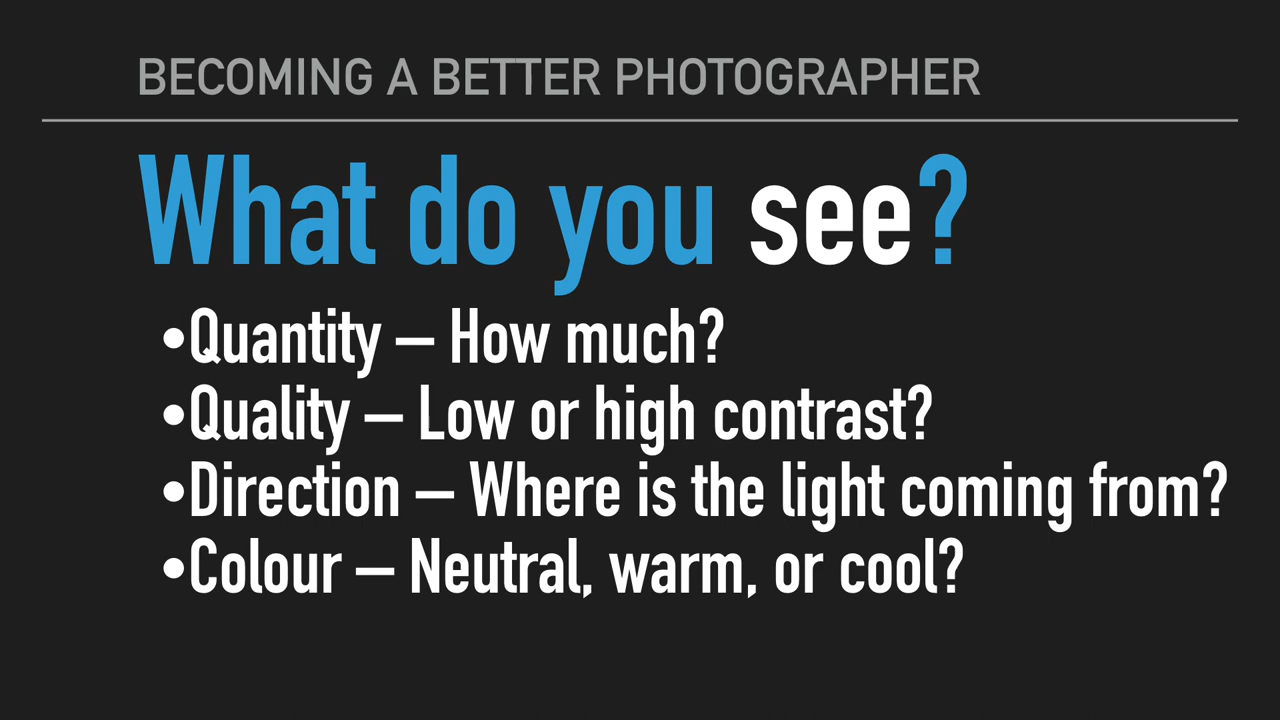 BECOMING A BETTER PHOTOGRAPHER
What do you see?
•Quantity – How much?
•Quality – Low or high contrast?
•Direction – Where is the light coming from?
•Colour – Neutral, warm, or cool?